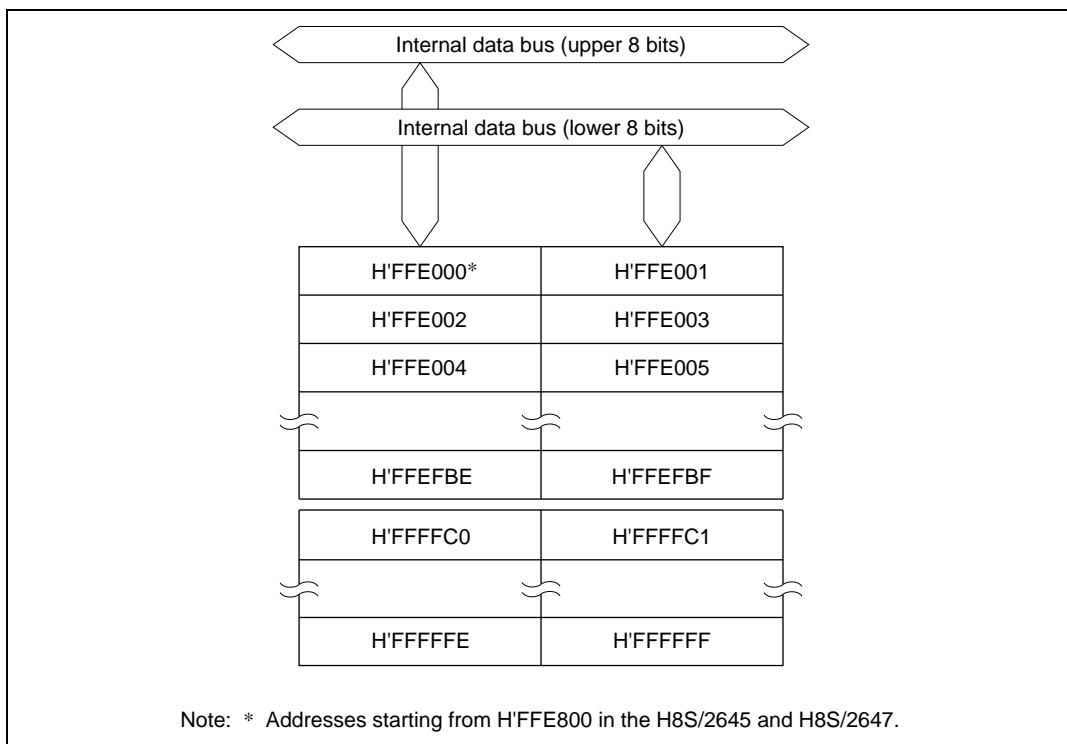 Internal data bus (upper 8 bits)
Internal data bus (lower 8 bits)
H'FFE000* H'FFE001
H'FFE002 H'FFE003
H'FFE004 H'FFE005
H'FFEFBE H'FFEFBF
H'FFFFC0 H'FFFFC1
H'FFFFFE H'FFFFFF
Note: * Addresses starting from H'FFE800 in the H8S/2645 and H8S/2647.